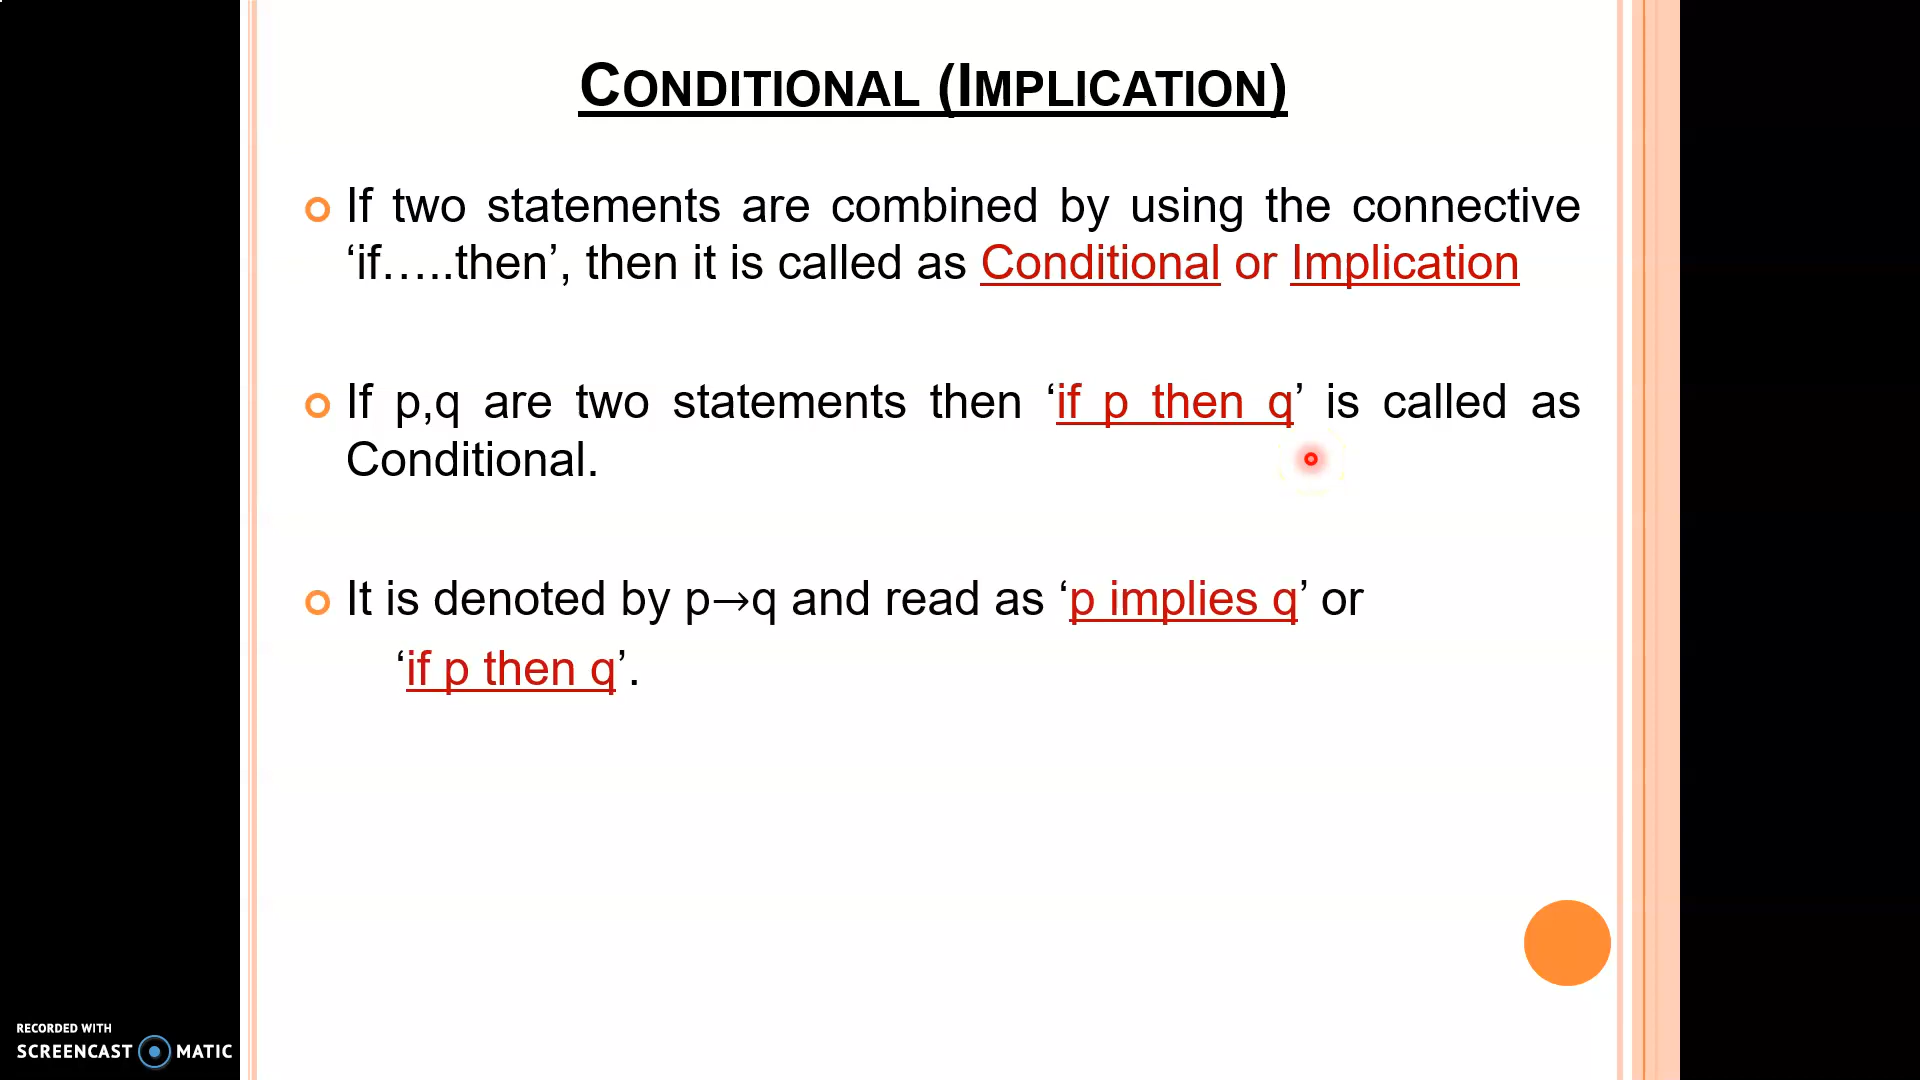 CONDITIONAL (IMPLICATION)
If two statements are combined by using the connective
‘if…..then’, then it is called as Conditional or Implication
If p,q are two statements then ‘if p then q’ is called as
Conditional.
It is denoted by p→q and read as ‘p implies q’ or
‘if p then q’.
RECORDED WITH
SCREENCAST MATIC